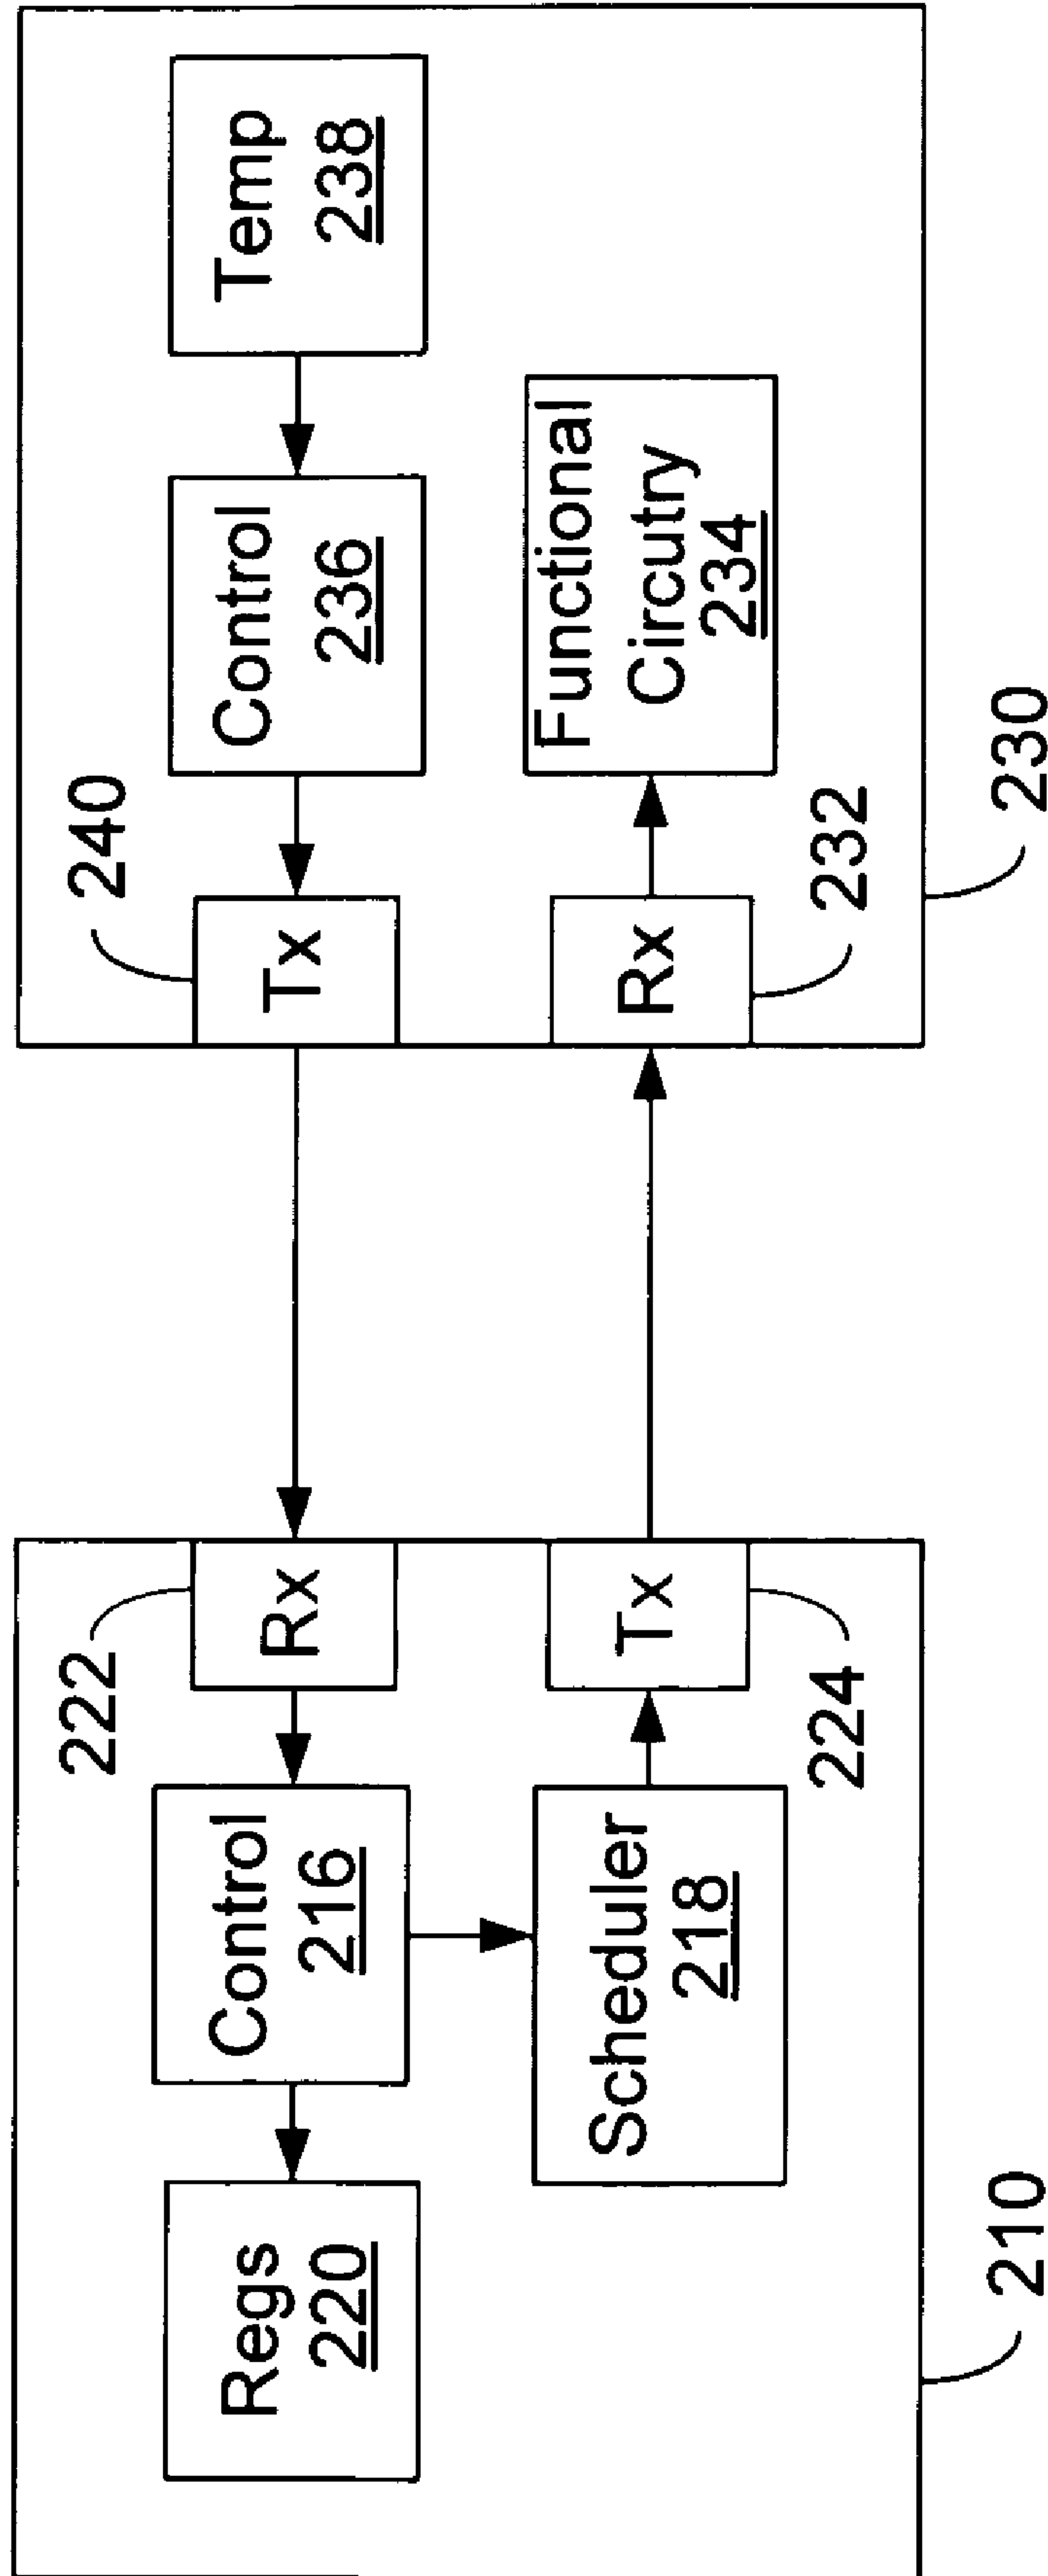 222
Regs
220
Control
216
Rx
Scheduler
218
Tx
224
210
240
Tx
Control
236
Temp
238
Rx
Functional
Circutry
234
232
230